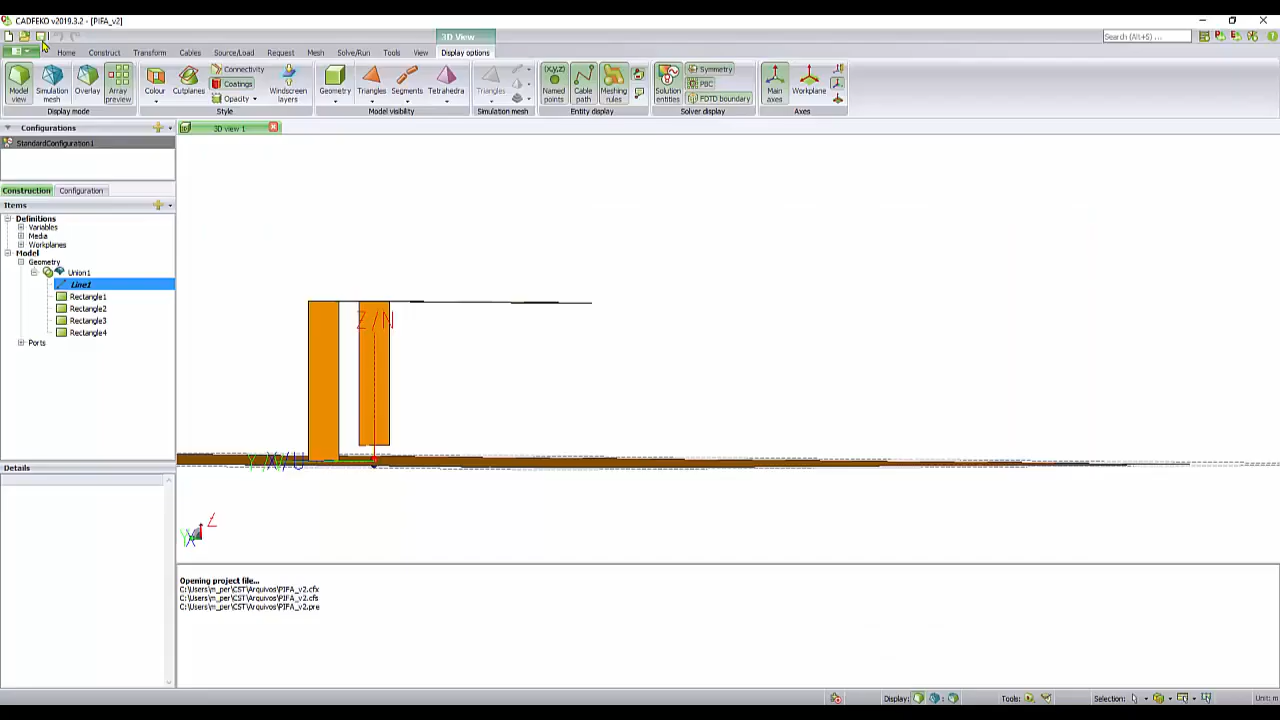 CADFEKO v2019.3.2 - [PIFA_v2]
3D View
Search (Alt+S) ...
Home Construct Transform Cables Source/Load Request Mesh Solve/Run Tools View Display options
Model view Simulation mesh Overlay Array preview Colour Cutplanes Connectivity Coatings Opacity Windscreen layers Geometry Triangles Segments Tetrahedra Triangles Named points Cable path Meshing rules Solution entities Symmetry PBC FDTD boundary Main axes Workplane
Display mode Style Model visibility Simulation mesh Entity display Solver display Axes
Configurations
3D view 1
StandardConfiguration1
Construction Configuration
Items
Definitions
Variables
Media
Workplanes
Model
Geometry
Union1
Line1
Rectangle1
Rectangle2
Rectangle3
Rectangle4
Ports
Z/N
Details
Z
Opening project file...
C:\Users\m_per\CST\Arquivos\PIFA_v2.cfx
C:\Users\m_per\CST\Arquivos\PIFA_v2.cfs
C:\Users\m_per\CST\Arquivos\PIFA_v2.pre
Display: Tools: Selection: Unit: m